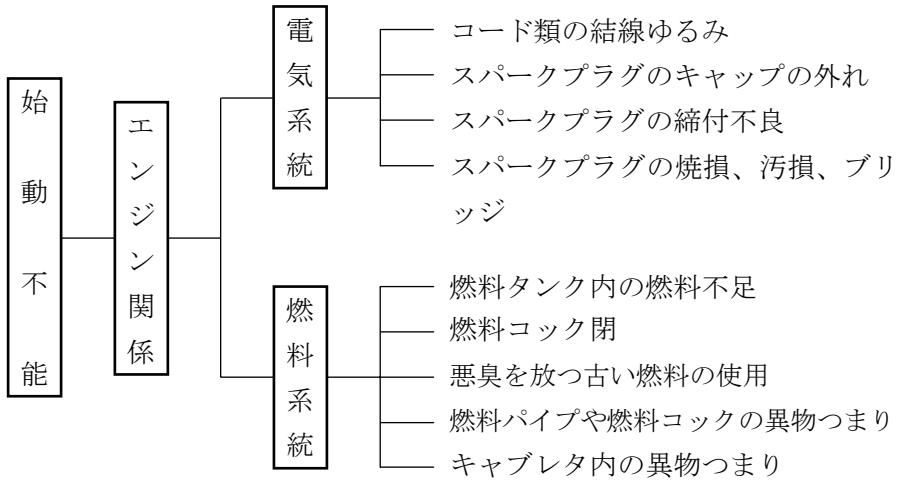 始動不能
エンジン関係
電気系統
コード類の結線ゆるみ
スパークプラグのキャップの外れ
スパークプラグの締付不良
スパークプラグの焼損、汚損、ブリ
ッジ
燃料系統
燃料タンク内の燃料不足
燃料コック閉
悪臭を放つ古い燃料の使用
燃料パイプや燃料コックの異物つまり
キャブレタ内の異物つまり